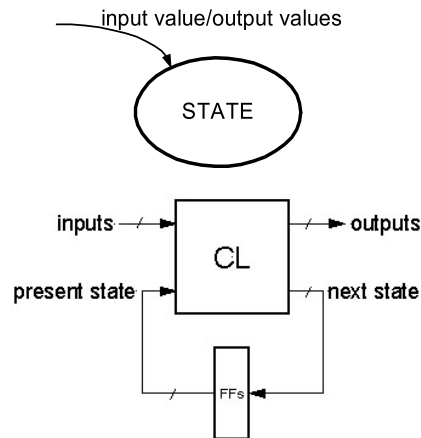 input value/output values
STATE
inputs
outputs
CL
present state
next state
FFs